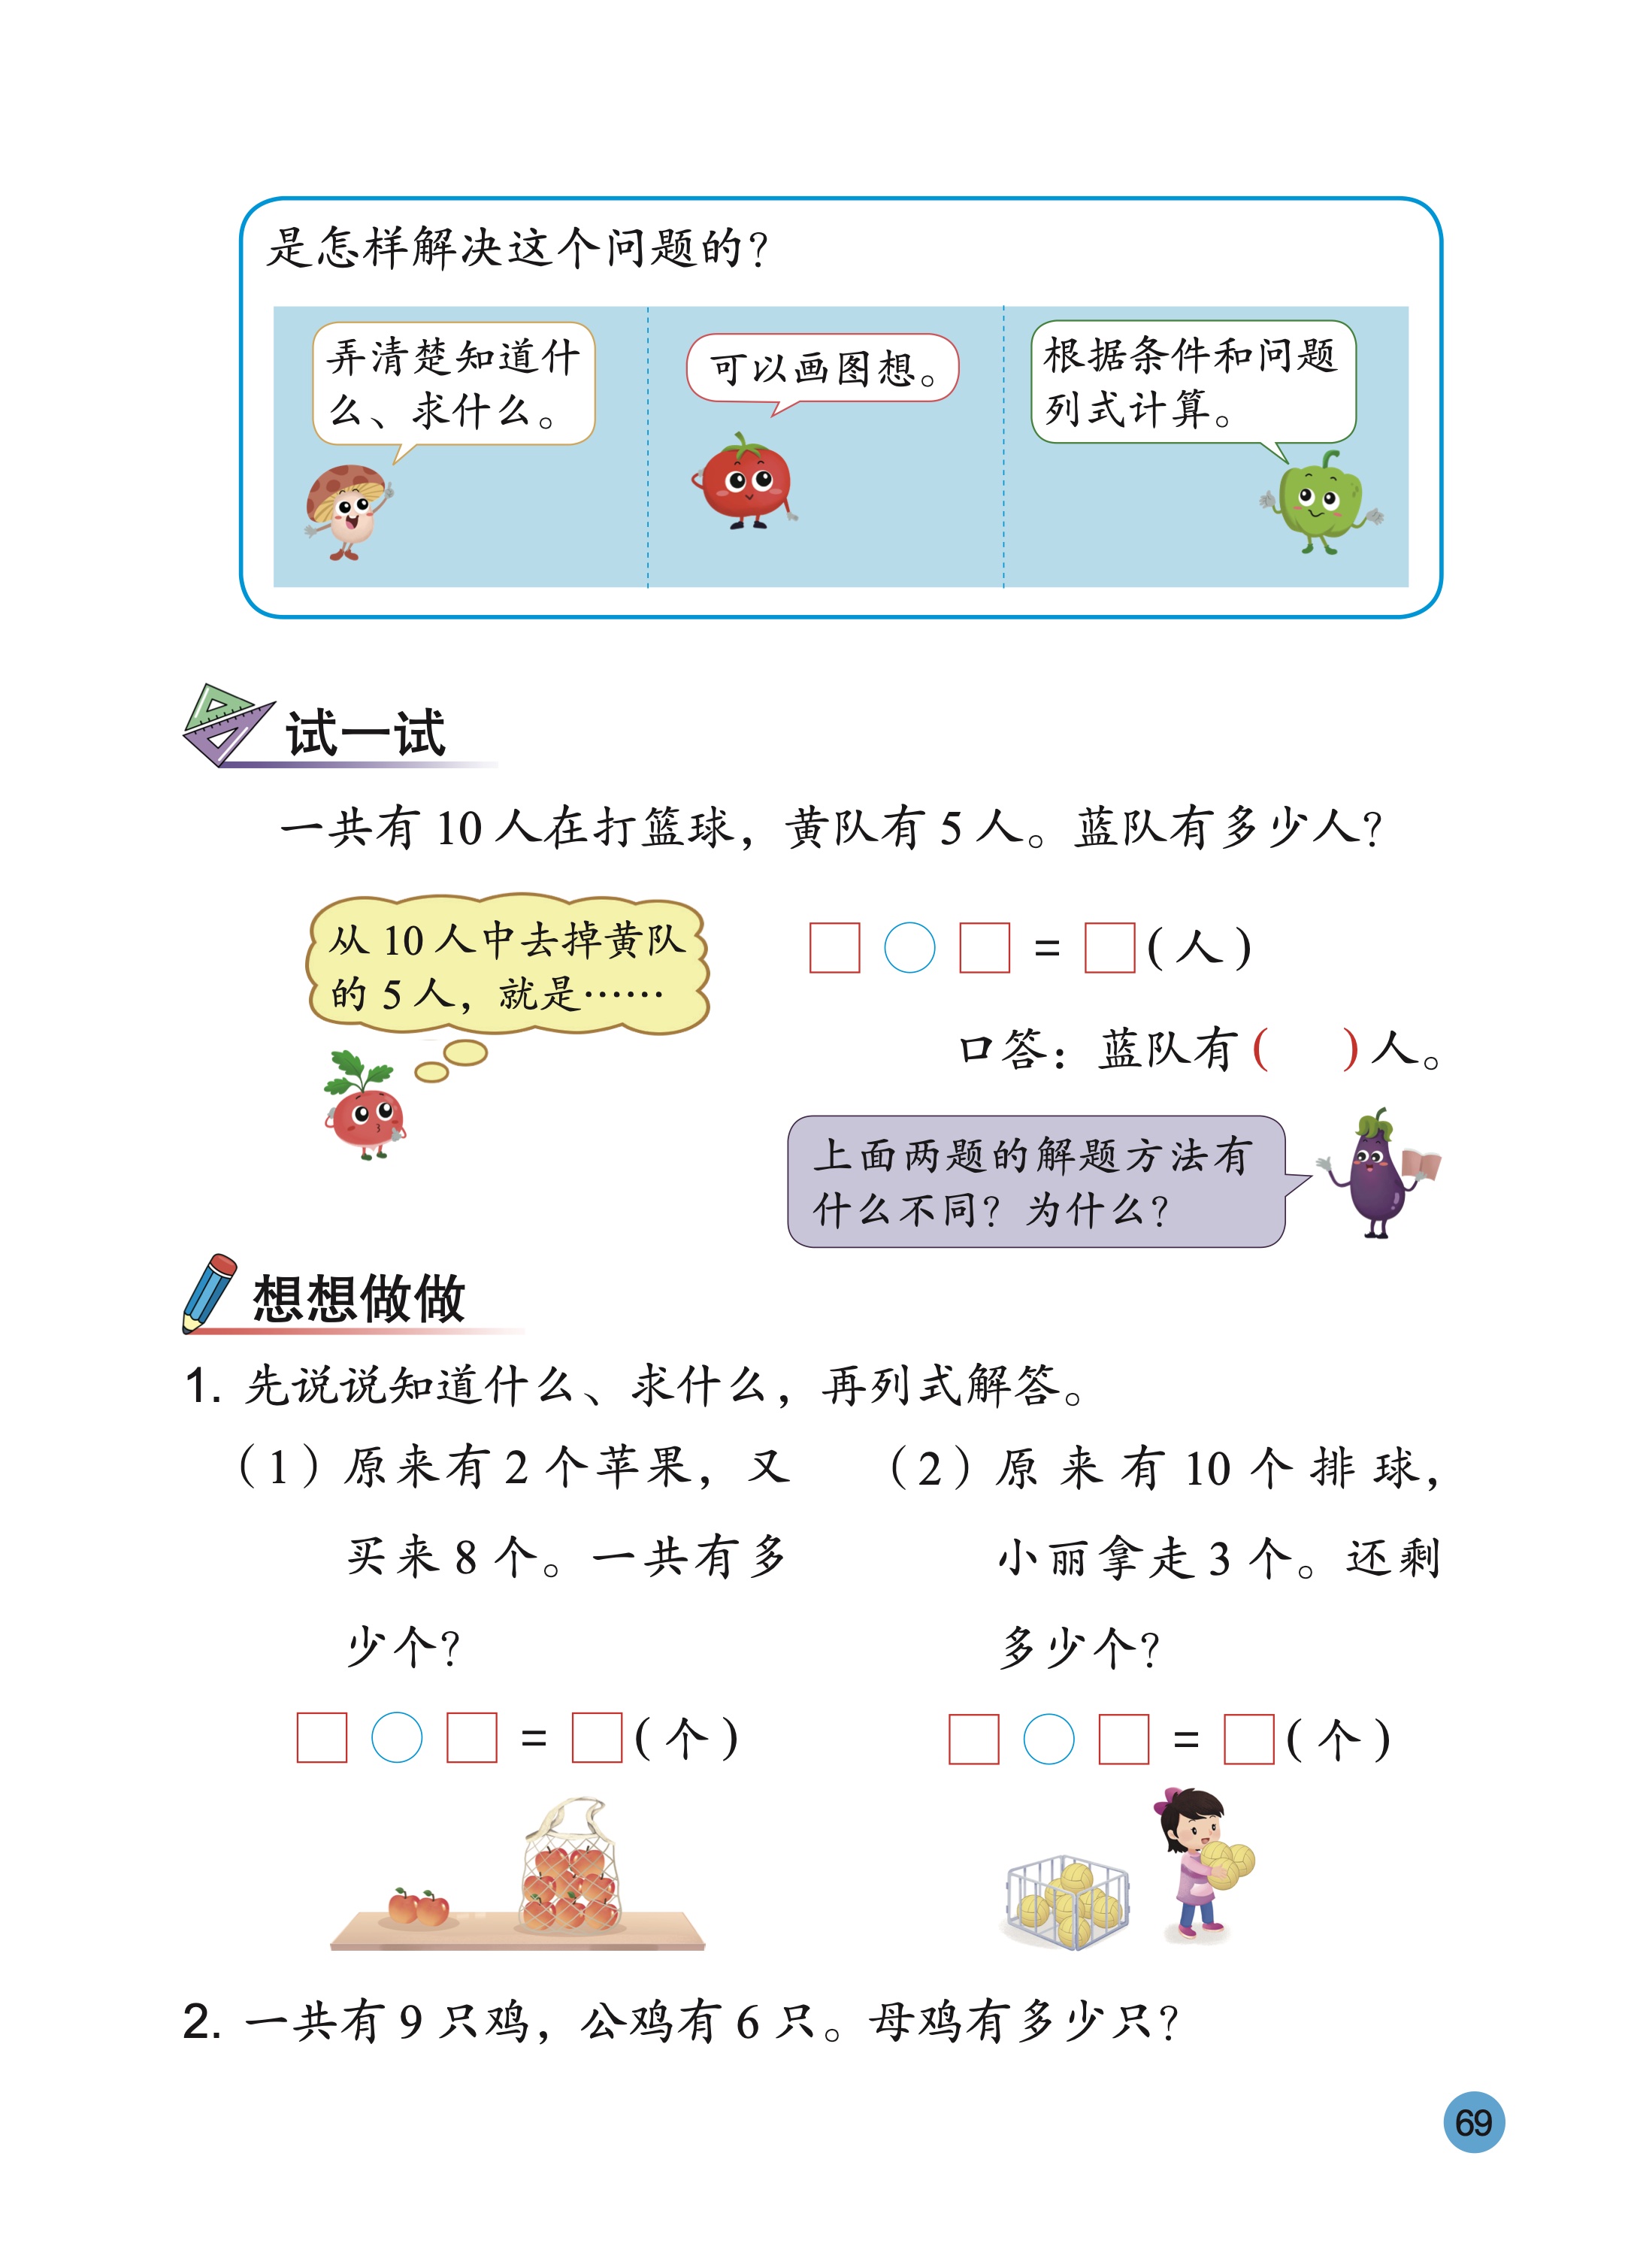 是怎样解决这个问题的？
弄清楚知道什
么、求什么。
可以画图想。
根据条件和问题
列式计算。
试一试
一共有 10 人在打篮球，黄队有 5 人。蓝队有多少人？
从 10 人中去掉黄队
的 5 人，就是……
□○□=□(人)
口答：蓝队有(    )人。
上面两题的解题方法有
什么不同？为什么？
想想做做
1. 先说说知道什么、求什么，再列式解答。
（1）原来有 2 个苹果，又
买来 8 个。一共有多
少个？
□○□=□(个)
（2）原来有 10 个排球，
小丽拿走 3 个。还剩
多少个？
□○□=□(个)
2. 一共有 9 只鸡，公鸡有 6 只。母鸡有多少只？
69